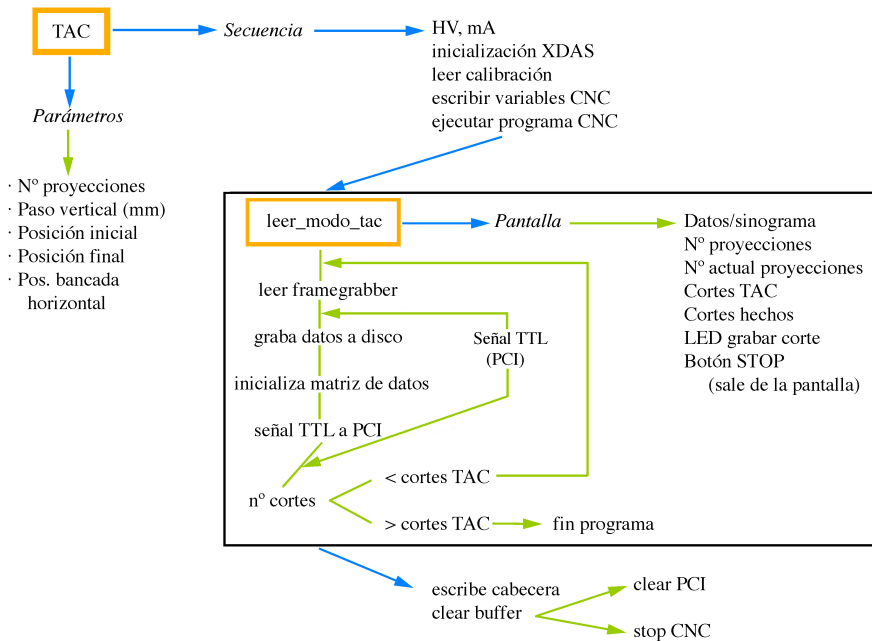 TAC
Secuencia
HV, mA
inicialización XDAS
leer calibración
escribir variables CNC
ejecutar programa CNC
Parámetros
· Nº proyecciones
· Paso vertical (mm)
· Posición inicial
· Posición final
· Pos. bancada
horizontal
leer_modo_tac
Pantalla
Datos/sinograma
Nº proyecciones
Nº actual proyecciones
Cortes TAC
Cortes hechos
LED grabar corte
Botón STOP
(sale de la pantalla)
leer framegrabber
graba datos a disco
Señal TTL
(PCI)
inicializa matriz de datos
señal TTL a PCI
nº cortes
< cortes TAC
> cortes TAC
fin programa
escribe cabecera
clear buffer
clear PCI
stop CNC